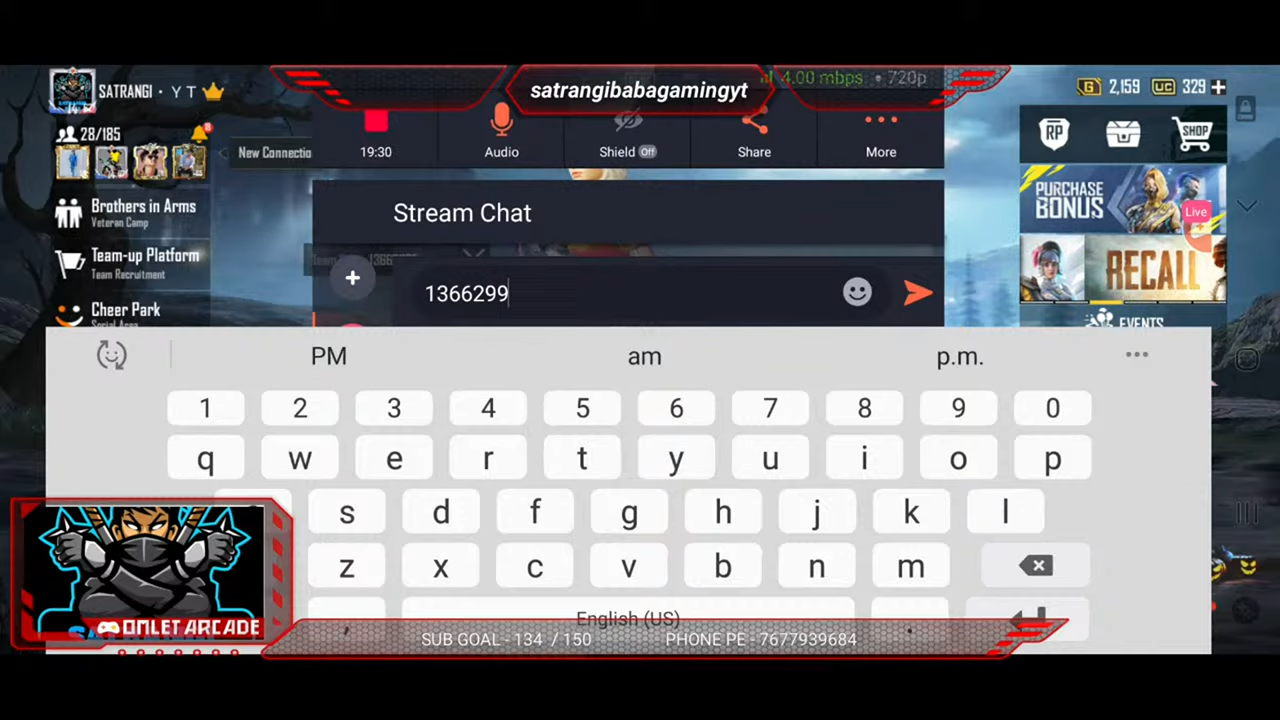 satrangibabagamingyt
4.00 mbps • 720p
SATRANGI • Y T
G 2,159 UC 329 +
28/185
New Connectio
19:30
Audio
Shield Off
Share
More
RP
SHOP
Brothers in Arms
Veteran Camp
Stream Chat
PURCHASE
BONUS
Live
Team-up Platform
Team Recruitment
RECALL
1366299
Cheer Park
EVENTS
PM am p.m.
1 2 3 4 5 6 7 8 9 0
q w e r t y u i o p
s d f g h j k l
z x c v b n m
English (US)
OMLET ARCADE
SUB GOAL - 134 / 150 PHONE PE - 7677939684